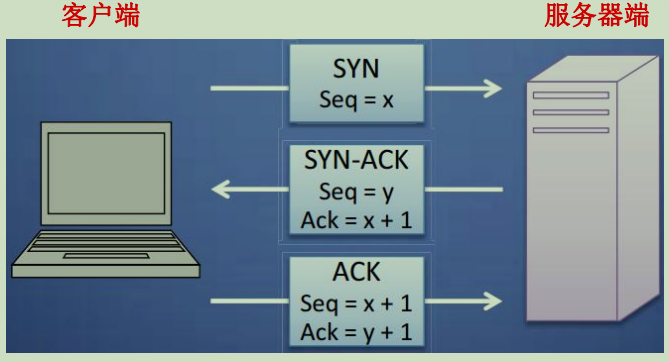 客户端
服务器端
SYN
Seq = x
SYN-ACK
Seq = y
Ack = x + 1
ACK
Seq = x + 1
Ack = y + 1